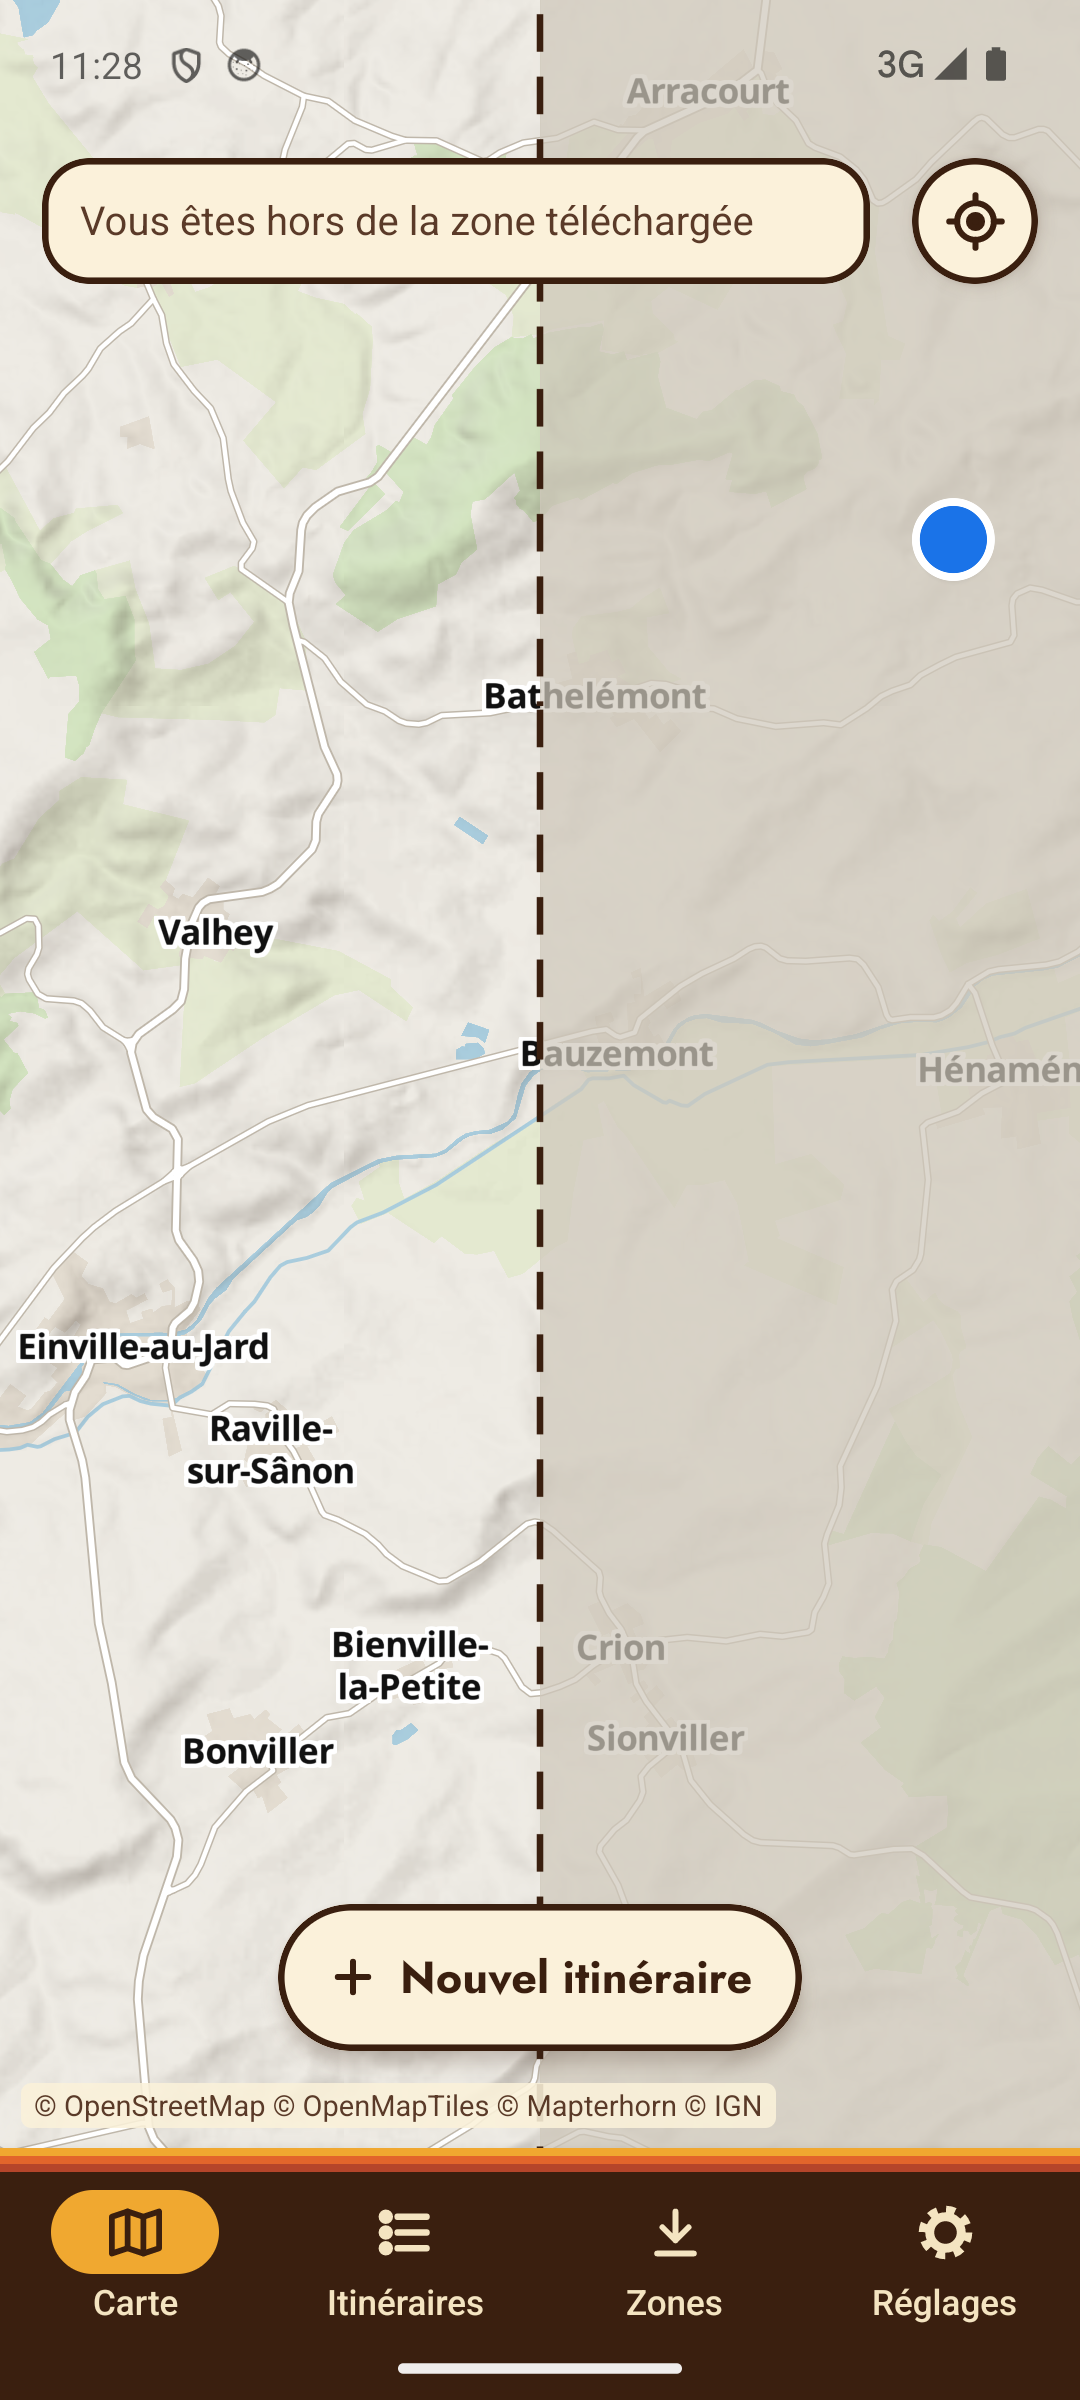 11:28
3G
Arracourt
Vous êtes hors de la zone téléchargée
Bathelémont
Valhey
Bauzemont
Hénamén
Einville-au-Jard
Raville-
sur-Sânon
Bienville-
la-Petite
Crion
Sionviller
Bonviller
+ Nouvel itinéraire
© OpenStreetMap © OpenMapTiles © Mapterhorn © IGN
Carte
Itinéraires
Zones
Réglages